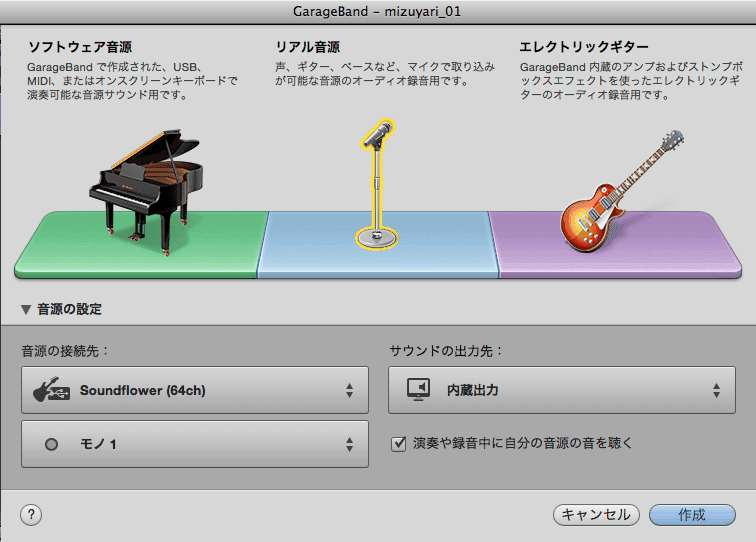 GarageBand – mizuyari_01
ソフトウェア音源
GarageBand で作成された、USB、
MIDI、またはオンスクリーンキーボードで
演奏可能な音源サウンド用です。
リアル音源
声、ギター、ベースなど、マイクで取り込み
が可能な音源のオーディオ録音用です。
エレクトリックギター
GarageBand 内蔵のアンプおよびストンプボ
ックスエフェクトを使ったエレクトリックギ
ターのオーディオ録音用です。
▼ 音源の設定
音源の接続先：
Soundflower (64ch)
モノ 1
サウンドの出力先：
内蔵出力
演奏や録音中に自分の音源の音を聴く
?
キャンセル
作成